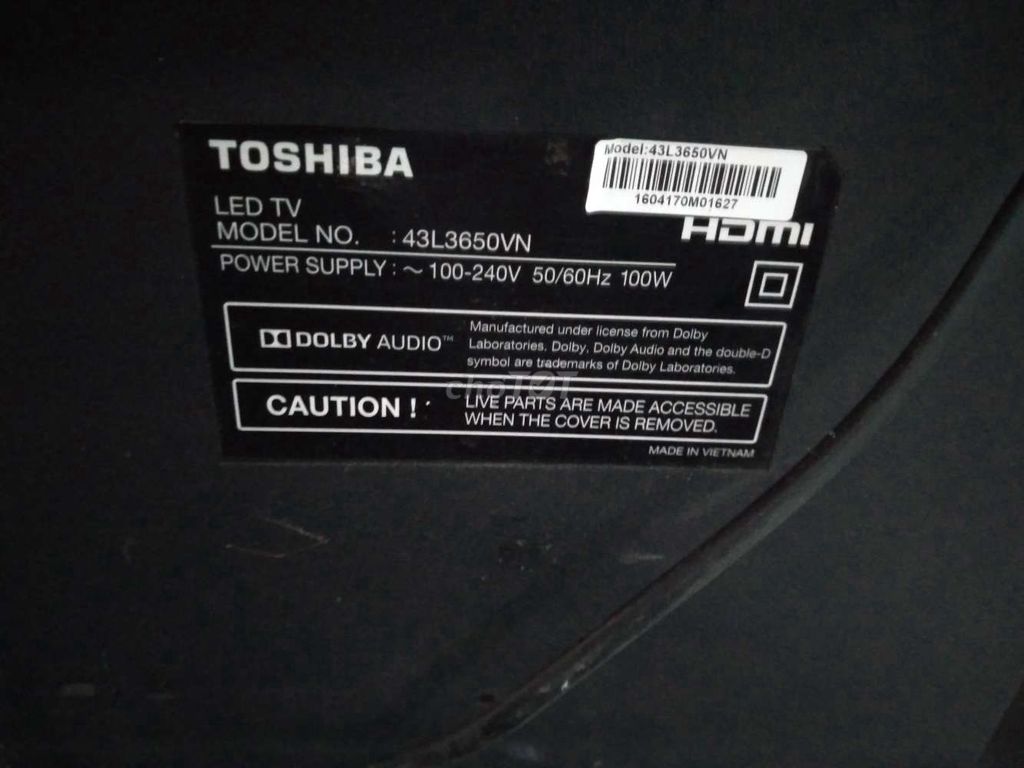 TOSHIBA
Model:43L3650VN
1604170M01627
HDMI
LED TV
MODEL NO. : 43L3650VN
POWER SUPPLY : ~ 100-240V 50/60Hz 100W
DOLBY AUDIO™
Manufactured under license from Dolby
Laboratories. Dolby, Dolby Audio and the double-D
symbol are trademarks of Dolby Laboratories.
CAUTION !
LIVE PARTS ARE MADE ACCESSIBLE
WHEN THE COVER IS REMOVED.
MADE IN VIETNAM
choTỐT